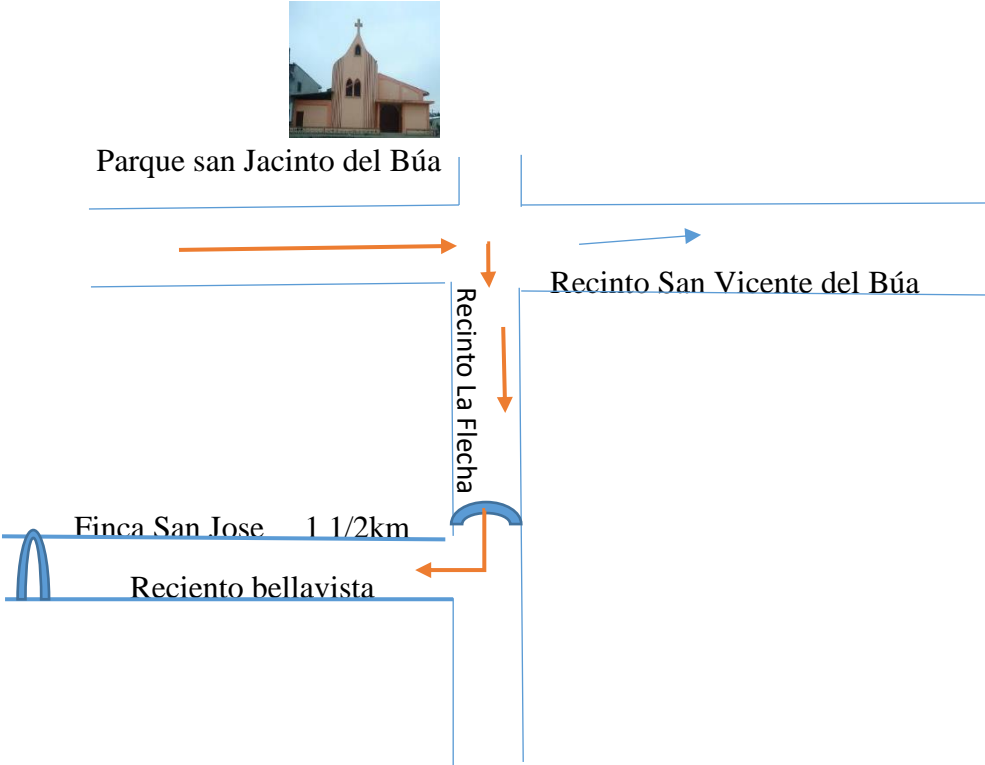 Parque san Jacinto del Búa
Recinto San Vicente del Búa
Recinto La Flecha
Finca San Jose 1 1/2km
Reciento bellavista